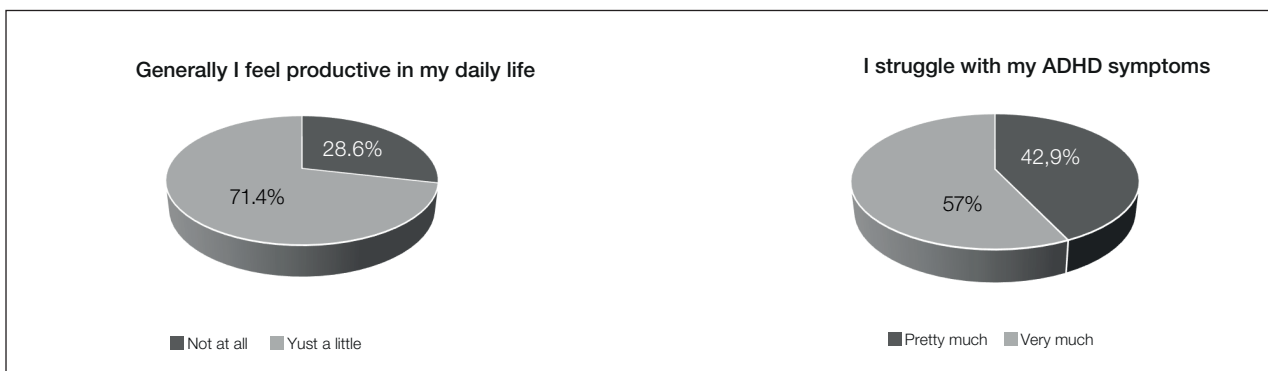 Generally I feel productive in my daily life
28.6%
71.4%
Not at all Yust a little
I struggle with my ADHD symptoms
42,9%
57%
Pretty much Very much